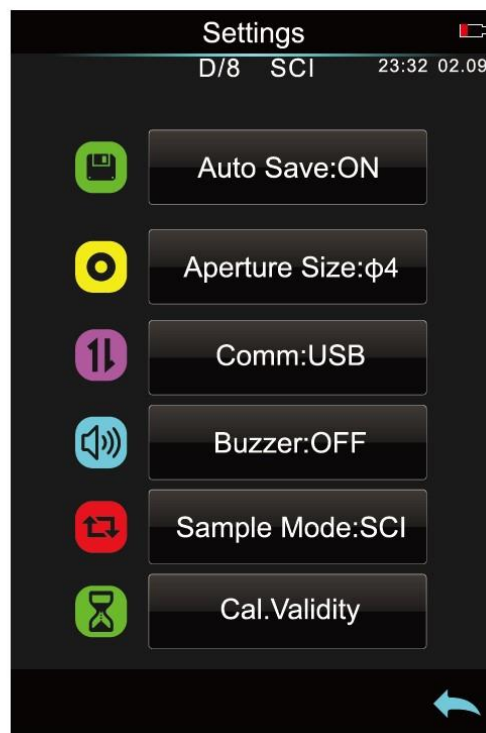 Settings
D/8 SCI 23:32 02.09
Auto Save:ON
Aperture Size:φ4
Comm:USB
Buzzer:OFF
Sample Mode:SCI
Cal.Validity